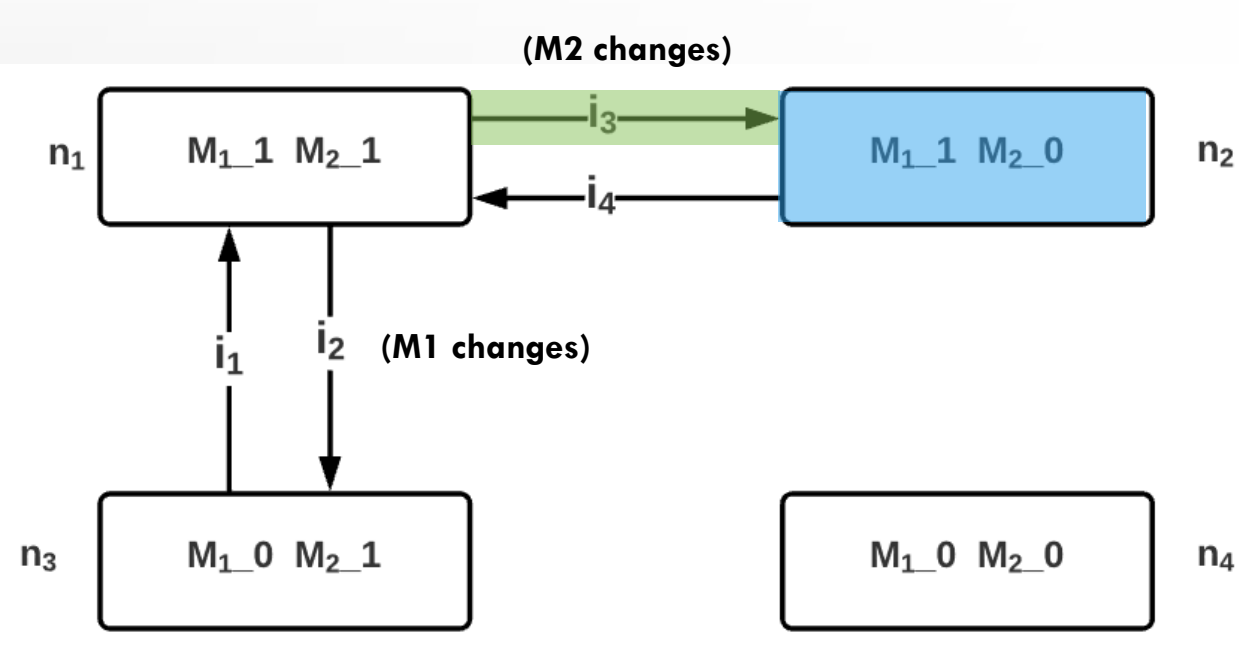 (M2 changes)
i₃
n₁
M₁_1 M₂_1
M₁_1 M₂_0
n₂
i₄
i₁
i₂
(M1 changes)
n₃
M₁_0 M₂_1
M₁_0 M₂_0
n₄